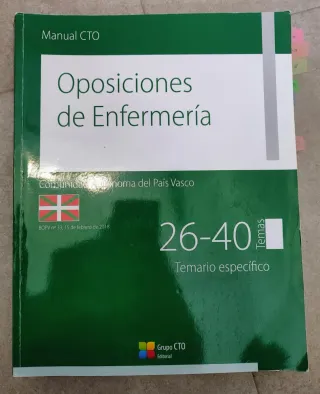 Manual CTO
Oposiciones
de Enfermería
Comunidad Autónoma del País Vasco
26-40
Temas
Temario específico
Grupo CTO
Editorial